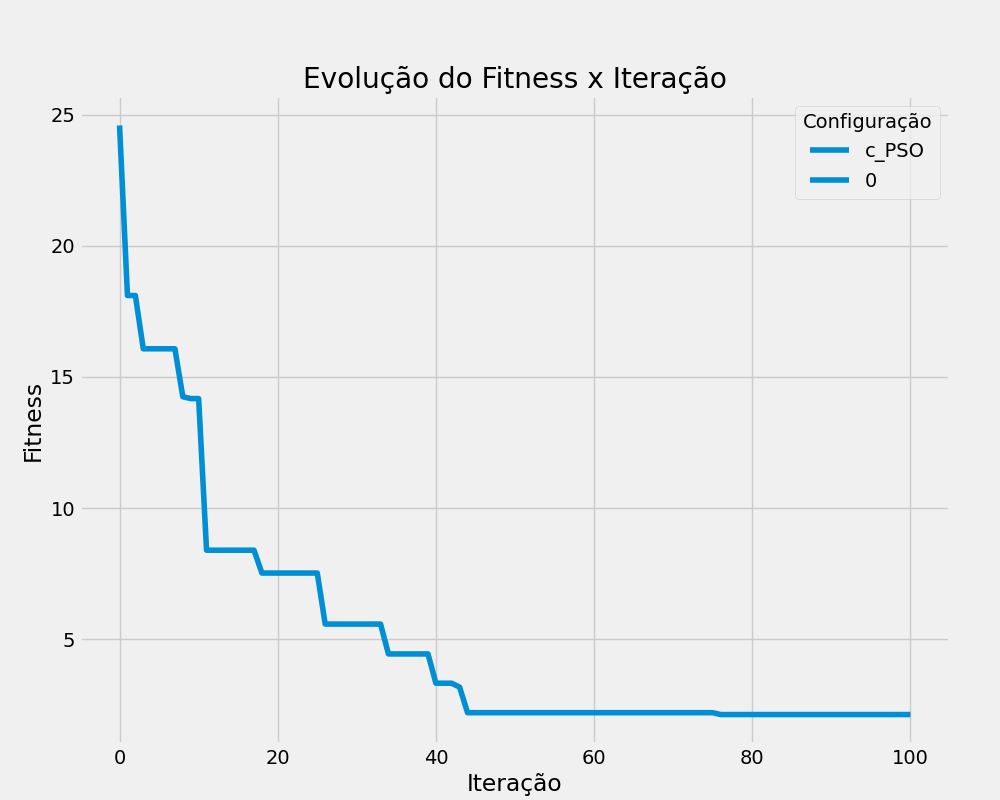 Evolução do Fitness x Iteração
Configuração
c_PSO
0
Fitness
25
20
15
10
5
0 20 40 60 80 100
Iteração